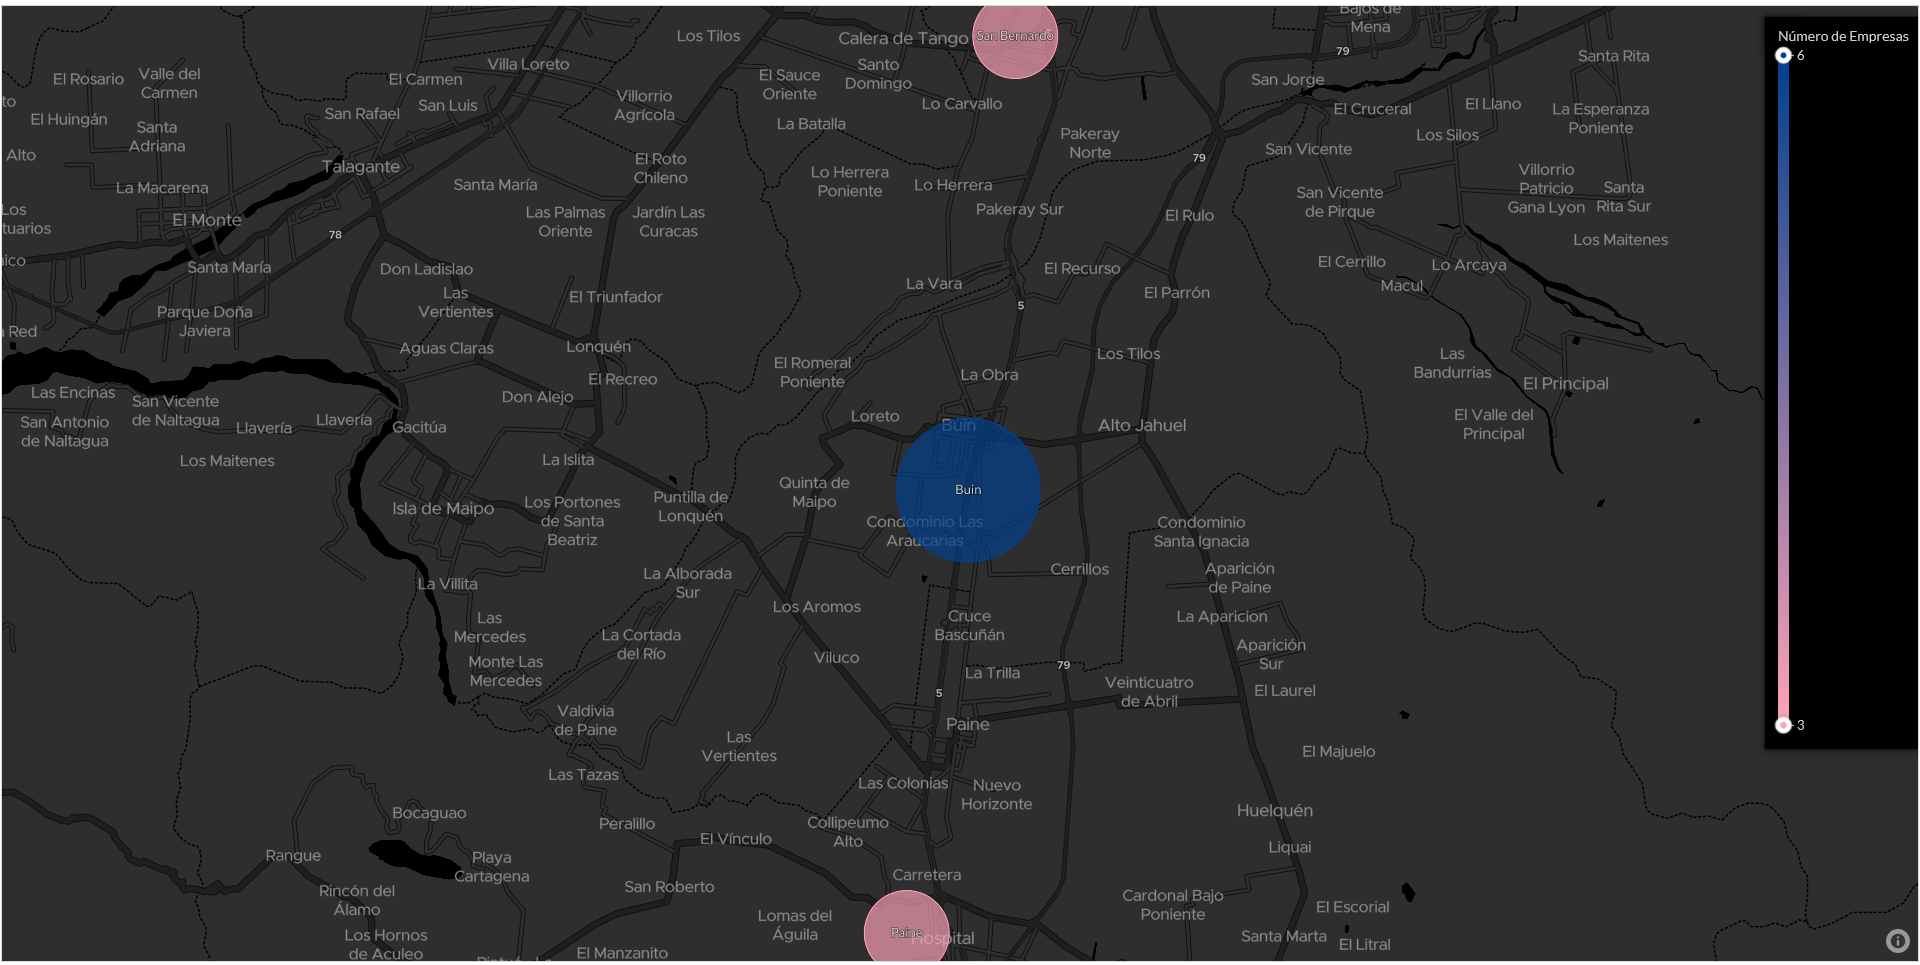 Bajos de
Mena
Los Tilos
Calera de Tango
San Bernardo
79
Número de Empresas
6
Santa Rita
Villa Loreto
El Rosario
Valle del
Carmen
El Carmen
El Sauce
Oriente
Santo
Domingo
San Jorge
to
San Luis
Villorrio
Agrícola
Lo Carvallo
El Cruceral
El Llano
La Esperanza
Poniente
El Huingán
Santa
Adriana
San Rafael
La Batalla
Pakeray
Norte
Los Silos
Alto
Talagante
El Roto
Chileno
79
San Vicente
La Macarena
Santa María
Lo Herrera
Poniente
Lo Herrera
San Vicente
de Pirque
Villorrio
Patricio
Gana Lyon
Santa
Rita Sur
Los
tuarios
El Monte
78
Las Palmas
Oriente
Jardín Las
Curacas
Pakeray Sur
El Rulo
Los Maitenes
aico
Santa María
Don Ladislao
El Recurso
El Cerrillo
Lo Arcaya
Las
Vertientes
El Triunfador
La Vara
5
El Parrón
Macul
a Red
Parque Doña
Javiera
Aguas Claras
Lonquén
El Romeral
Poniente
La Obra
Los Tilos
Las
Bandurrias
El Principal
Las Encinas
San Vicente
de Naltagua
El Recreo
Don Alejo
San Antonio
de Naltagua
Llavería
Llavería
Gacitúa
Loreto
Buin
Alto Jahuel
El Valle del
Principal
Los Maitenes
La Islita
Buin
Isla de Maipo
Los Portones
de Santa
Beatriz
Puntilla de
Lonquén
Quinta de
Maipo
Condominio Las
Araucarias
Condominio
Santa Ignacia
La Villita
La Alborada
Sur
Cerrillos
Aparición
de Paine
Las
Mercedes
Los Aromos
Cruce
Bascuñán
La Aparicion
La Cortada
del Río
Viluco
79
Aparición
Sur
Monte Las
Mercedes
5
La Trilla
Veinticuatro
de Abril
El Laurel
Valdivia
de Paine
Las
Vertientes
Paine
3
El Majuelo
Las Tazas
Las Colonias
Nuevo
Horizonte
Bocaguao
Peralillo
El Vínculo
Collipeumo
Alto
Huelquén
Rangue
Playa
Cartagena
Liquai
Rincón del
Álamo
San Roberto
Carretera
Cardonal Bajo
Poniente
El Escorial
Los Hornos
de Aculeo
Lomas del
Águila
Paine
Hospital
Santa Marta
El Litral
El Manzanito